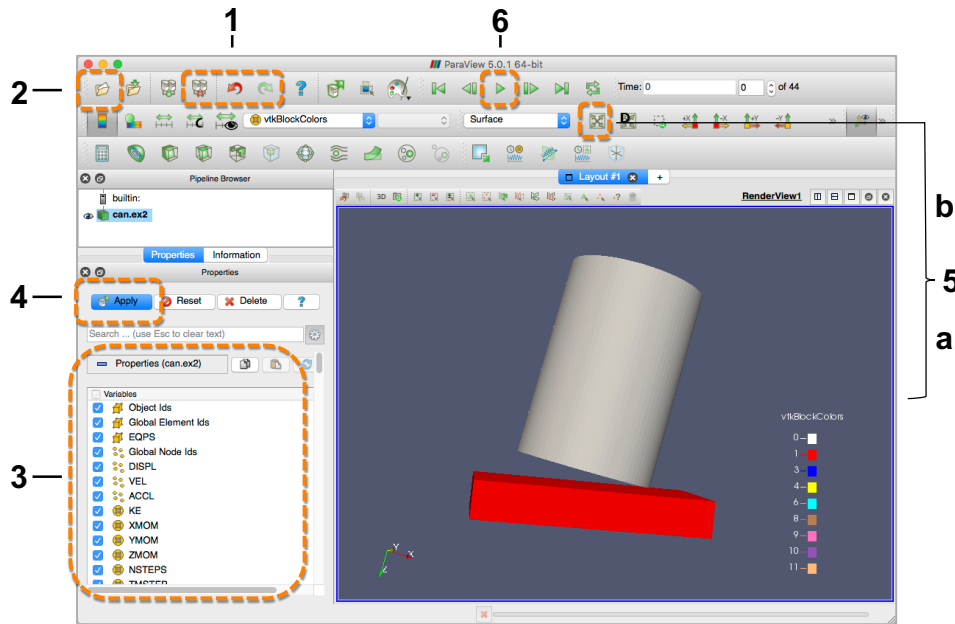 1
6
ParaView 5.0.1 64-bit
2
?
Time: 0
0
of 44
C
vtkBlockColors
Surface
D
+X
-X
+Y
-Y
»
»
Pipeline Browser
Layout #1
+
builtin:
can.ex2
3D
?
RenderView1
b
Properties
Information
Properties
5
4
Apply
Reset
Delete
?
Search ... (use Esc to clear text)
a
Properties (can.ex2)
Variables
Object Ids
Global Element Ids
EQPS
Global Node Ids
3
DISPL
VEL
ACCL
KE
XMOM
YMOM
ZMOM
NSTEPS
TMSTEP
vtkBlockColors
0
1
3
4
6
8
9
10
11
Y
X
Z